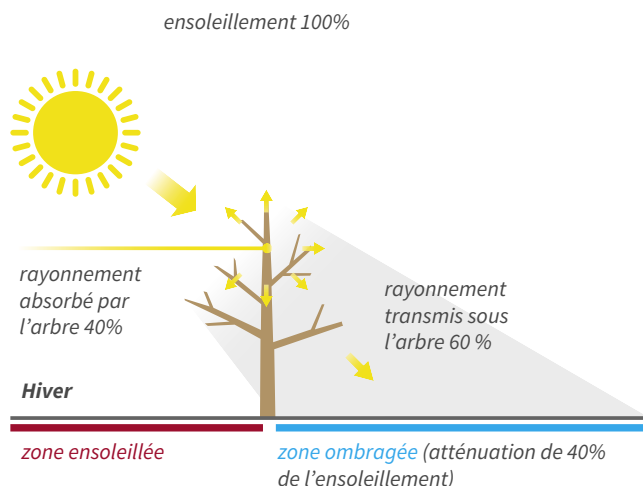 ensoleillement 100%
rayonnement
absorbé par
l'arbre 40%
rayonnement
transmis sous
l'arbre 60 %
Hiver
zone ensoleillée
zone ombragée (atténuation de 40%
de l'ensoleillement)